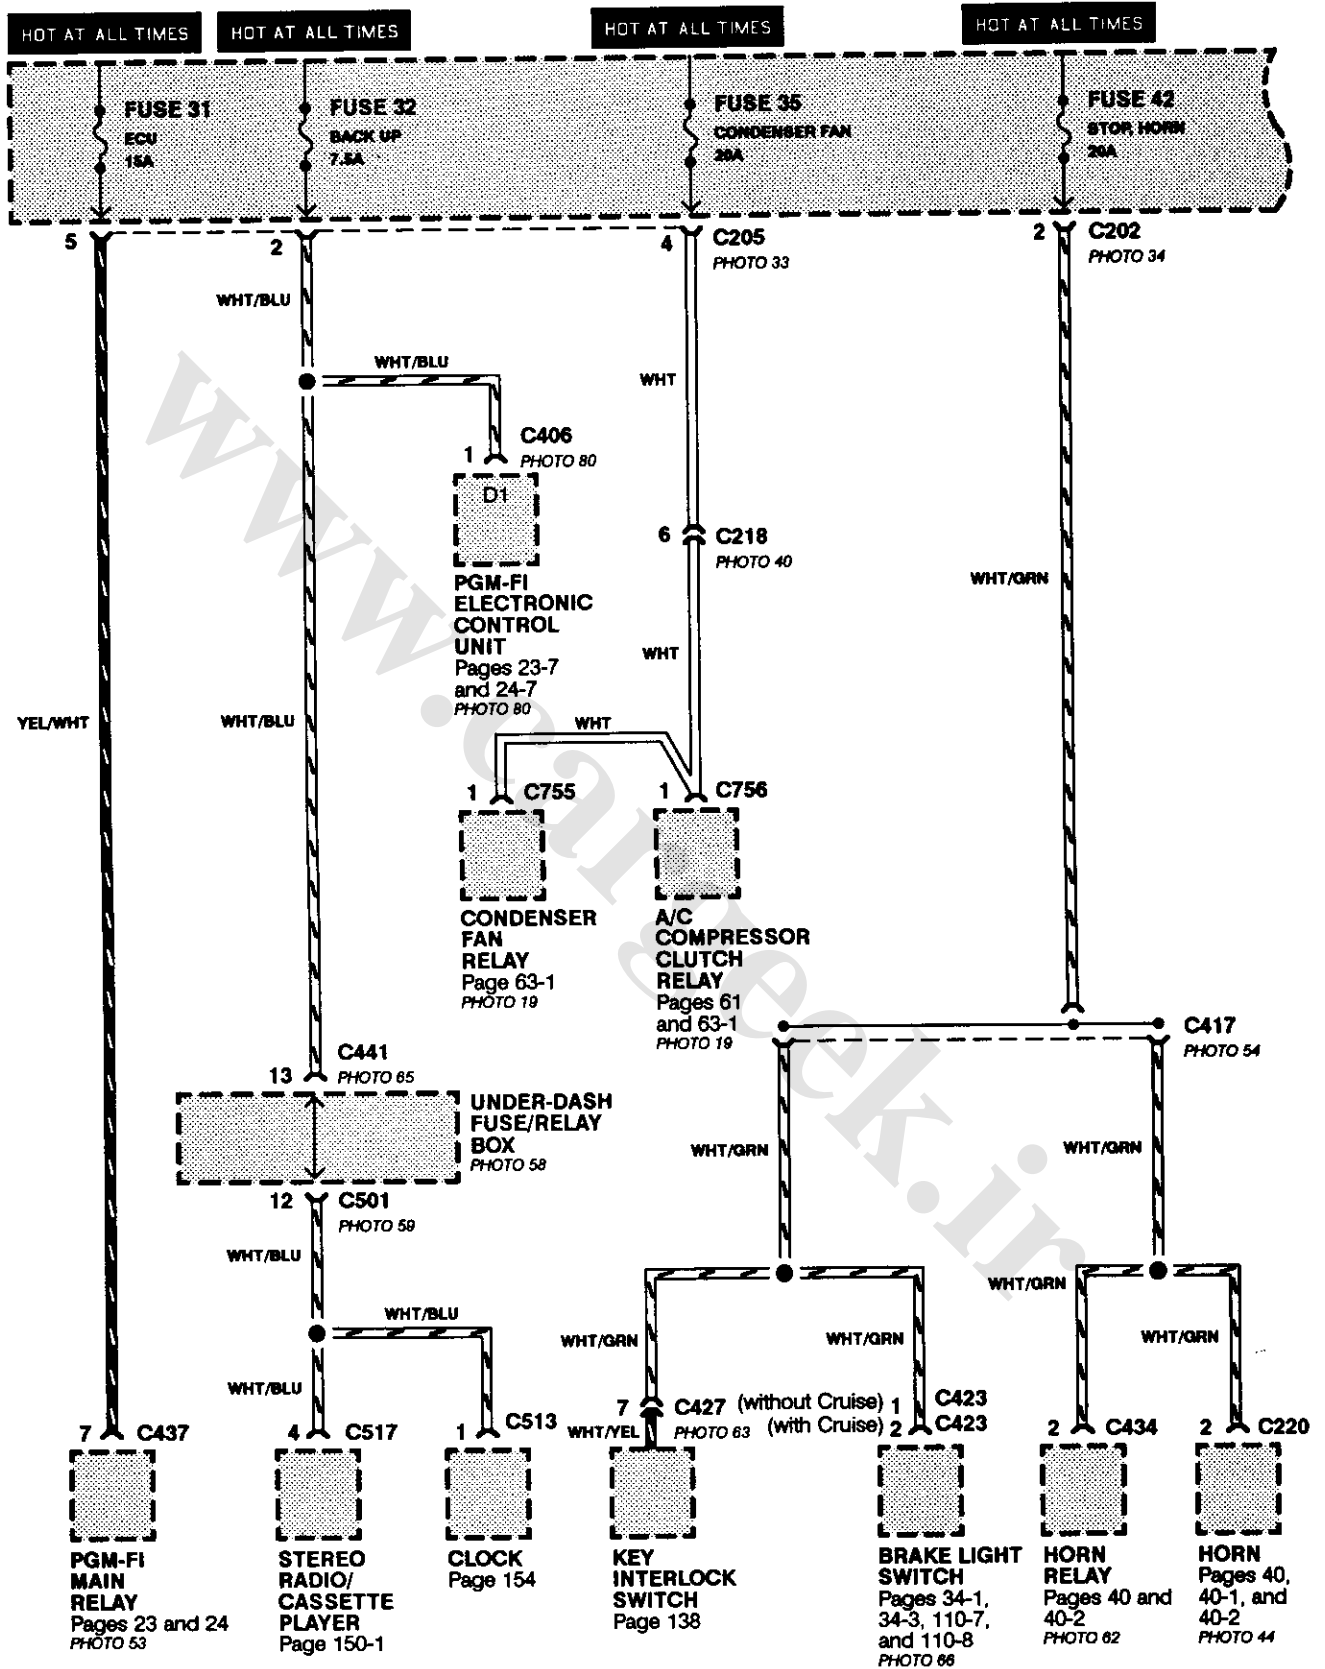 HOT AT ALL TIMES
HOT AT ALL TIMES
HOT AT ALL TIMES
HOT AT ALL TIMES
FUSE 31
ECU
15A
FUSE 32
BACK UP
7.5A
FUSE 35
CONDENSER FAN
20A
FUSE 42
STOP, HORN
20A
5
2
4
C205
PHOTO 33
2
C202
PHOTO 34
WHT/BLU
WHT/BLU
WHT
1
C406
PHOTO 80
D1
PGM-FI
ELECTRONIC
CONTROL
UNIT
Pages 23-7
and 24-7
PHOTO 80
6
C218
PHOTO 40
WHT/GRN
WHT
YEL/WHT
WHT/BLU
WHT
1
C755
1
C756
CONDENSER
FAN
RELAY
Page 63-1
PHOTO 19
A/C
COMPRESSOR
CLUTCH
RELAY
Pages 61
and 63-1
PHOTO 19
C417
PHOTO 54
13
C441
PHOTO 65
UNDER-DASH
FUSE/RELAY
BOX
PHOTO 58
WHT/GRN
WHT/GRN
12
C501
PHOTO 59
WHT/BLU
WHT/BLU
WHT/GRN
WHT/GRN
WHT/GRN
WHT/GRN
WHT/BLU
7
C437
4
C517
1
C513
7
C427
PHOTO 63
WHT/YEL
(without Cruise) 1 C423
(with Cruise) 2 C423
2
C434
2
C220
PGM-FI
MAIN
RELAY
Pages 23 and 24
PHOTO 53
STEREO
RADIO/
CASSETTE
PLAYER
Page 150-1
CLOCK
Page 154
KEY
INTERLOCK
SWITCH
Page 138
BRAKE LIGHT
SWITCH
Pages 34-1,
34-3, 110-7,
and 110-8
PHOTO 66
HORN
RELAY
Pages 40 and
40-2
PHOTO 62
HORN
Pages 40,
40-1, and
40-2
PHOTO 44
www.cargeek.ir